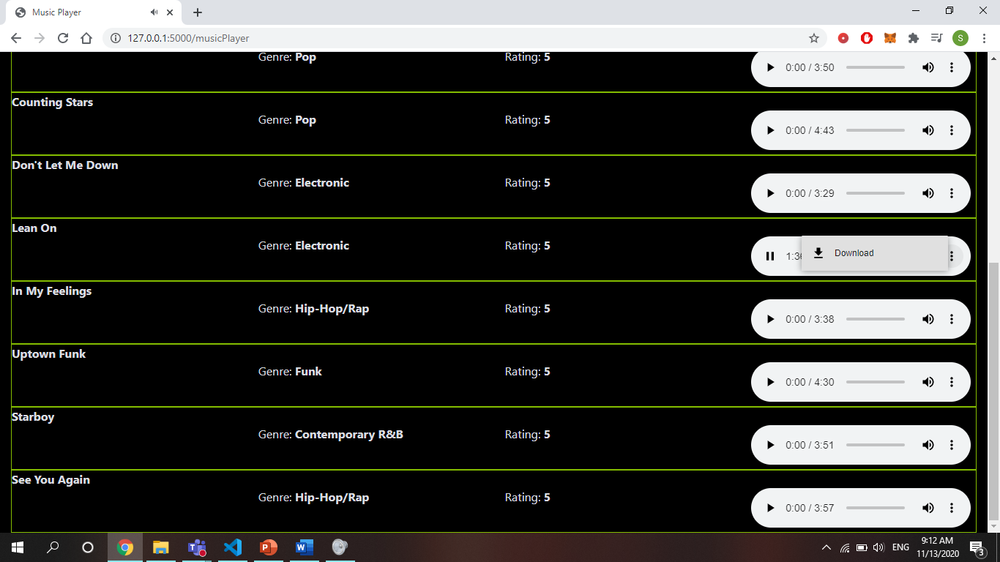 Music Player
127.0.0.1:5000/musicPlayer
S
Genre: Pop Rating: 5 0:00 / 3:50
Counting Stars
Genre: Pop Rating: 5 0:00 / 4:43
Don't Let Me Down
Genre: Electronic Rating: 5 0:00 / 3:29
Lean On
Genre: Electronic Rating: 5 Download
In My Feelings
Genre: Hip-Hop/Rap Rating: 5 0:00 / 3:38
Uptown Funk
Genre: Funk Rating: 5 0:00 / 4:30
Starboy
Genre: Contemporary R&B Rating: 5 0:00 / 3:51
See You Again
Genre: Hip-Hop/Rap Rating: 5 0:00 / 3:57
ENG
9:12 AM
11/13/2020
3